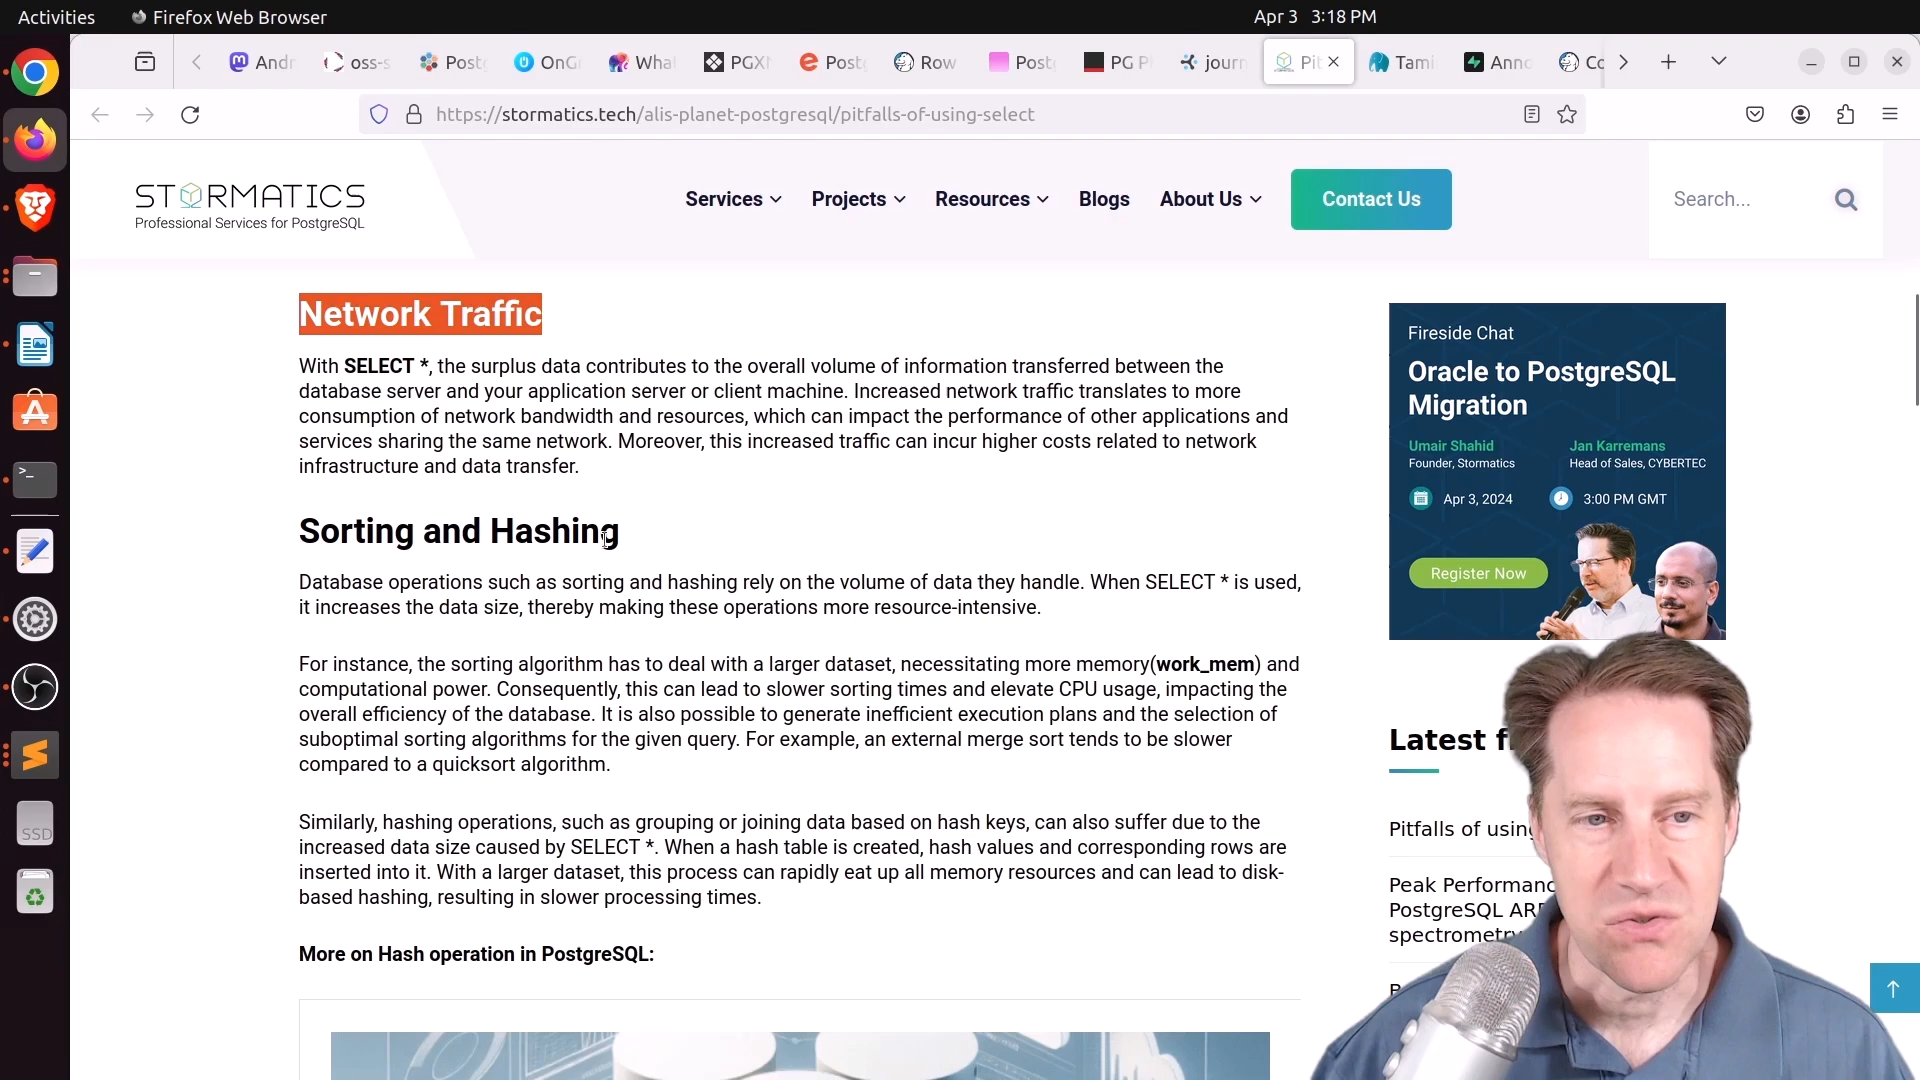 Activities
Firefox Web Browser
Apr 3 3:18 PM
oss-s
OnG
PGX
Row
PG P
jour
Pi
Tami
Anno
Co
https://stormatics.tech/alis-planet-postgresql/pitfalls-of-using-select
STORMATICS
Professional Services for PostgreSQL
Services
Projects
Resources
Blogs
About Us
Contact Us
Search...
Network Traffic
With SELECT *, the surplus data contributes to the overall volume of information transferred between the
database server and your application server or client machine. Increased network traffic translates to more
consumption of network bandwidth and resources, which can impact the performance of other applications and
services sharing the same network. Moreover, this increased traffic can incur higher costs related to network
infrastructure and data transfer.
Sorting and Hashing
Database operations such as sorting and hashing rely on the volume of data they handle. When SELECT * is used,
it increases the data size, thereby making these operations more resource-intensive.
For instance, the sorting algorithm has to deal with a larger dataset, necessitating more memory(work_mem) and
computational power. Consequently, this can lead to slower sorting times and elevate CPU usage, impacting the
overall efficiency of the database. It is also possible to generate inefficient execution plans and the selection of
suboptimal sorting algorithms for the given query. For example, an external merge sort tends to be slower
compared to a quicksort algorithm.
Similarly, hashing operations, such as grouping or joining data based on hash keys, can also suffer due to the
increased data size caused by SELECT *. When a hash table is created, hash values and corresponding rows are
inserted into it. With a larger dataset, this process can rapidly eat up all memory resources and can lead to disk-
based hashing, resulting in slower processing times.
More on Hash operation in PostgreSQL:
Fireside Chat
Oracle to PostgreSQL
Migration
Umair Shahid
Founder, Stormatics
Jan Karremans
Head of Sales, CYBERTEC
Apr 3, 2024
3:00 PM GMT
Register Now
Latest f
Pitfalls of using
Peak Performanc
PostgreSQL AR
spectrometry
SSD